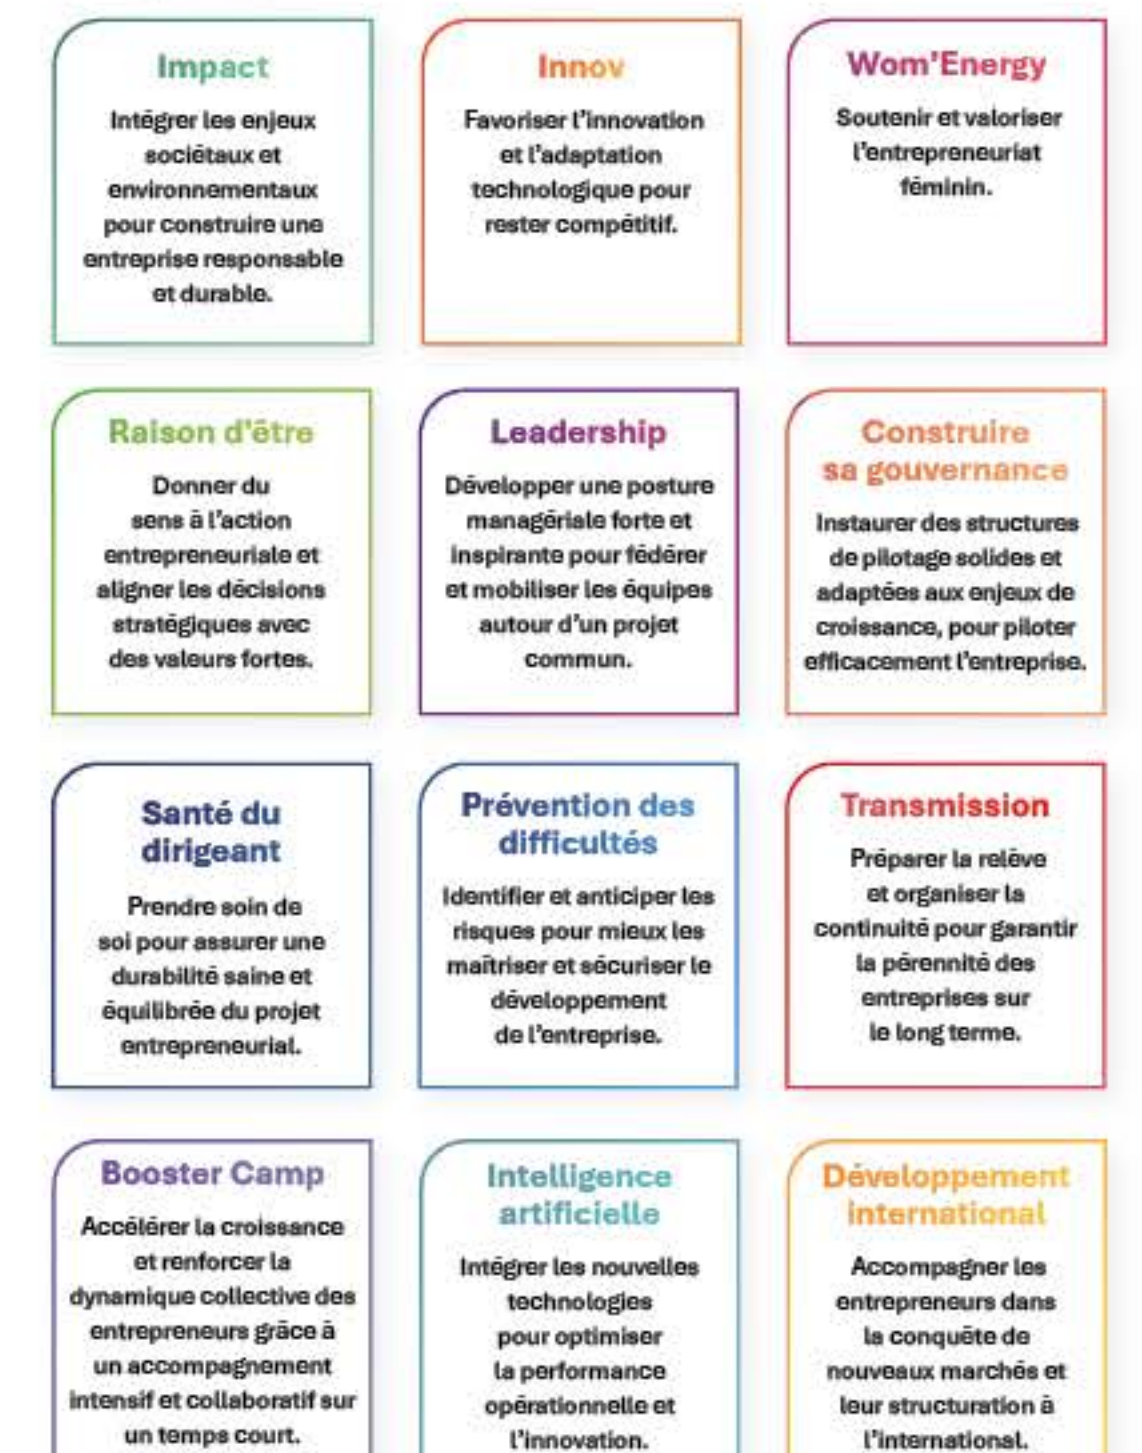 Impact
Intégrer les enjeux
sociétaux et
environnementaux
pour construire une
entreprise responsable
et durable.
Innov
Favoriser l'innovation
et l'adaptation
technologique pour
rester compétitif.
Wom'Energy
Soutenir et valoriser
l'entrepreneuriat
féminin.
Raison d'être
Donner du
sens à l'action
entrepreneuriale et
aligner les décisions
stratégiques avec
des valeurs fortes.
Leadership
Développer une posture
managériale forte et
inspirante pour fédérer
et mobiliser les équipes
autour d'un projet
commun.
Construire
sa gouvernance
Instaurer des structures
de pilotage solides et
adaptées aux enjeux de
croissance, pour piloter
efficacement l'entreprise.
Santé du
dirigeant
Prendre soin de
soi pour assurer une
durabilité saine et
équilibrée du projet
entrepreneurial.
Prévention des
difficultés
Identifier et anticiper les
risques pour mieux les
maîtriser et sécuriser le
développement
de l'entreprise.
Transmission
Préparer la relève
et organiser la
continuité pour garantir
la pérennité des
entreprises sur
le long terme.
Booster Camp
Accélérer la croissance
et renforcer la
dynamique collective des
entrepreneurs grâce à
un accompagnement
intensif et collaboratif sur
un temps court.
Intelligence
artificielle
Intégrer les nouvelles
technologies
pour optimiser
la performance
opérationnelle et
l'innovation.
Développement
international
Accompagner les
entrepreneurs dans
la conquête de
nouveaux marchés et
leur structuration à
l'international.